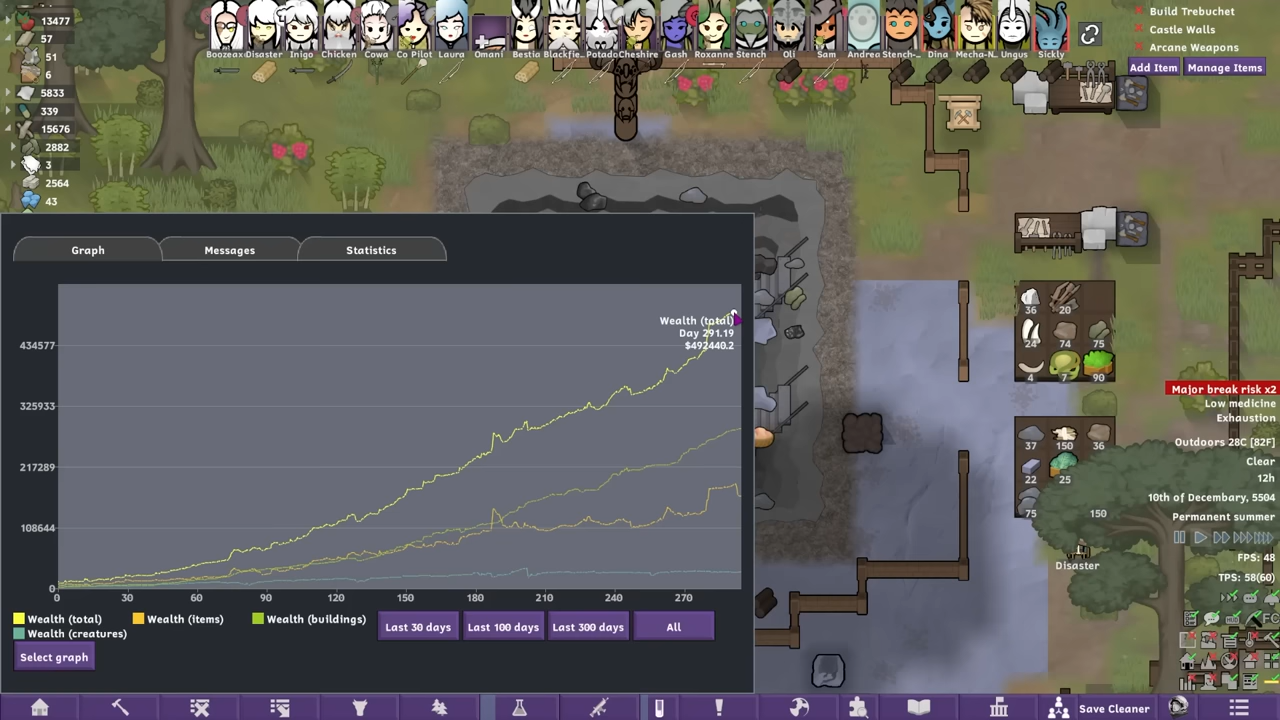 13477
57
51
6
5833
339
15676
2882
3
2564
43
Boozeax Disaster Inigo Chicken Cowa Co Pilot Laura Omani Bestia Blackfie.. Potado Cheshire Gash Roxanne Stench Oli Sam Andrea Stench-.. Dina Mecha-N.. Ungus Sickly
Build Trebuchet
Castle Walls
Arcane Weapons
Add Item Manage Items
Graph Messages Statistics
Wealth (total)
Day 291.19
$492440.2
434577
325933
217289
108644
0
0 30 60 90 120 150 180 210 240 270
Wealth (total) Wealth (items) Wealth (buildings)
Wealth (creatures)
Last 30 days Last 100 days Last 300 days All
Select graph
36 20
24 74 75
4 7 90
37 150 36
22 25
75 150
Major break risk x2
Low medicine
Exhaustion
Outdoors 28C [82F]
Clear
12h
10th of Decembary, 5504
Permanent summer
FPS: 48
TPS: 58(60)
Disaster
Save Cleaner